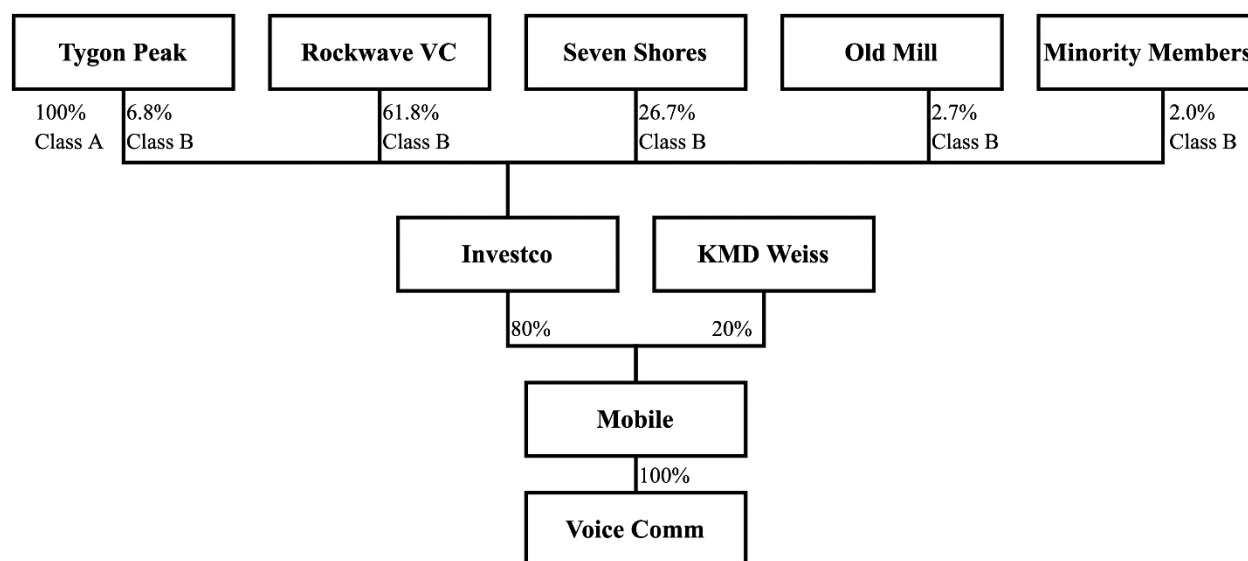 Tygon Peak
Rockwave VC
Seven Shores
Old Mill
Minority Members
100%
Class A
6.8%
Class B
61.8%
Class B
26.7%
Class B
2.7%
Class B
2.0%
Class B
Investco
KMD Weiss
80%
20%
Mobile
100%
Voice Comm